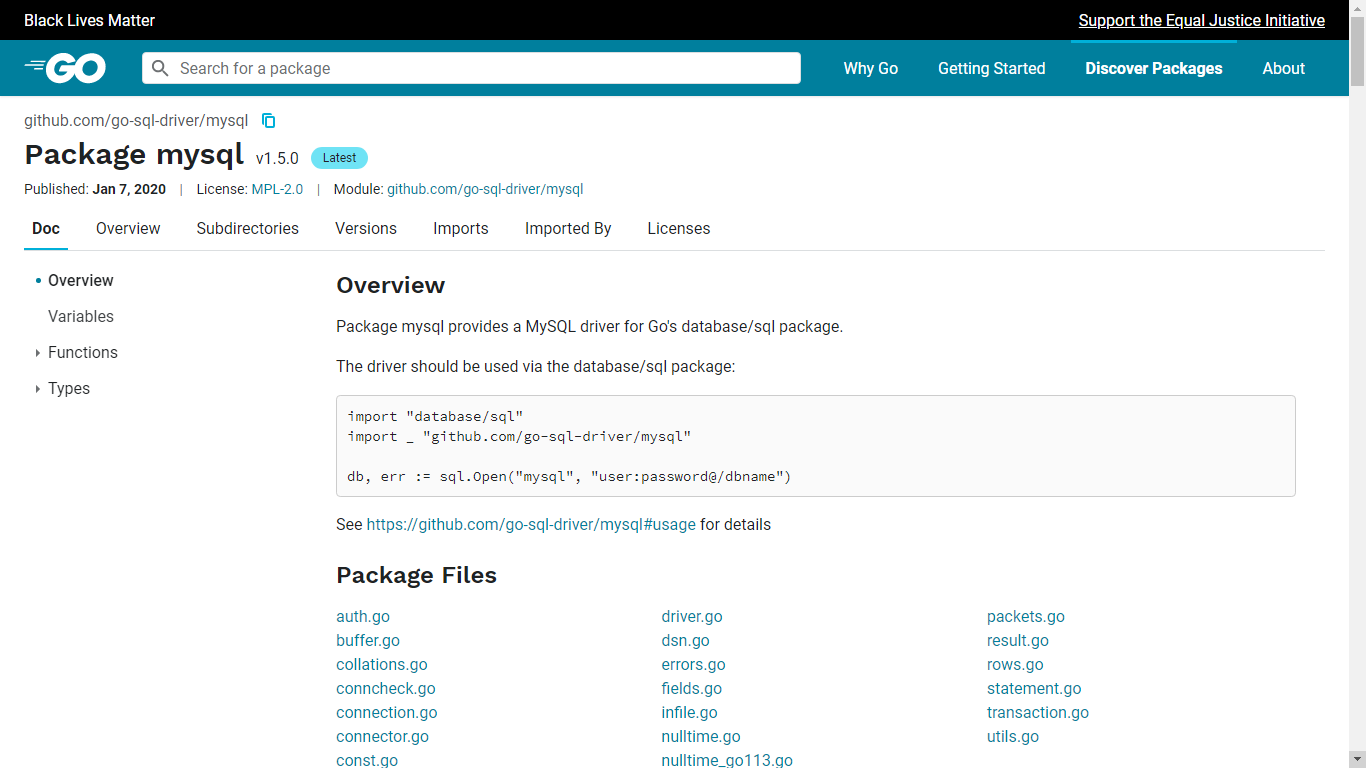 Black Lives Matter
Support the Equal Justice Initiative
GO
Search for a package
Why Go
Getting Started
Discover Packages
About
github.com/go-sql-driver/mysql
Package mysql v1.5.0 Latest
Published: Jan 7, 2020 | License: MPL-2.0 | Module: github.com/go-sql-driver/mysql
Doc Overview Subdirectories Versions Imports Imported By Licenses
Overview
Variables
Functions
Types
Overview
Package mysql provides a MySQL driver for Go's database/sql package.
The driver should be used via the database/sql package:
import "database/sql"
import _ "github.com/go-sql-driver/mysql"
db, err := sql.Open("mysql", "user:password@/dbname")
See https://github.com/go-sql-driver/mysql#usage for details
Package Files
auth.go
buffer.go
collations.go
conncheck.go
connection.go
connector.go
const.go
driver.go
dsn.go
errors.go
fields.go
infile.go
nulltime.go
nulltime_go113.go
packets.go
result.go
rows.go
statement.go
transaction.go
utils.go